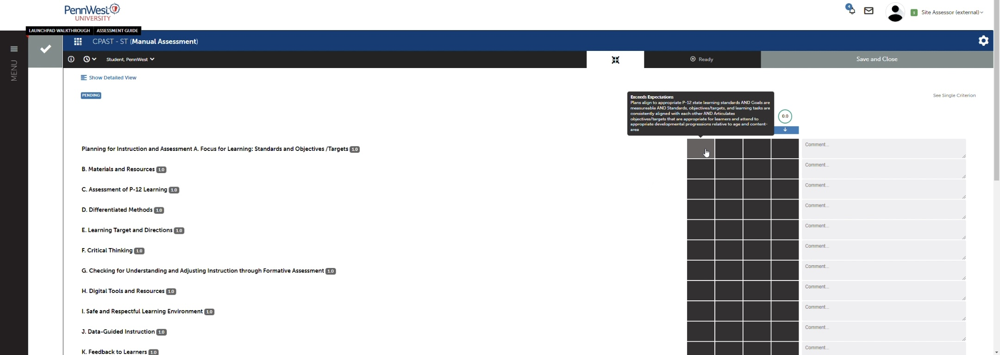 PennWest
UNIVERSITY
4
g
Site Assessor (external)
LAUNCHPAD WALKTHROUGH
ASSESSMENT GUIDE
MENU
CPAST - ST (Manual Assessment)
Student, PennWest
Ready
Save and Close
Show Detailed View
PENDING
See Single Criterion
Exceeds Expectations
Plans align to appropriate P-12 state learning standards AND Goals are
measureable AND Standards, objectives/targets, and learning tasks are
consistently aligned with each other AND Articulates
objectives/targets that are appropriate for learners and attend to
appropriate developmental progressions relative to age and content-
area
0.0
Planning for Instruction and Assessment A. Focus for Learning: Standards and Objectives /Targets 1.0
Comment...
B. Materials and Resources 1.0
Comment...
C. Assessment of P-12 Learning 1.0
Comment...
D. Differentiated Methods 1.0
Comment...
E. Learning Target and Directions 1.0
Comment...
F. Critical Thinking 1.0
Comment...
G. Checking for Understanding and Adjusting Instruction through Formative Assessment 1.0
Comment...
H. Digital Tools and Resources 1.0
Comment...
I. Safe and Respectful Learning Environment 1.0
Comment...
J. Data-Guided Instruction 1.0
Comment...
K. Feedback to Learners 1.0
Comment...